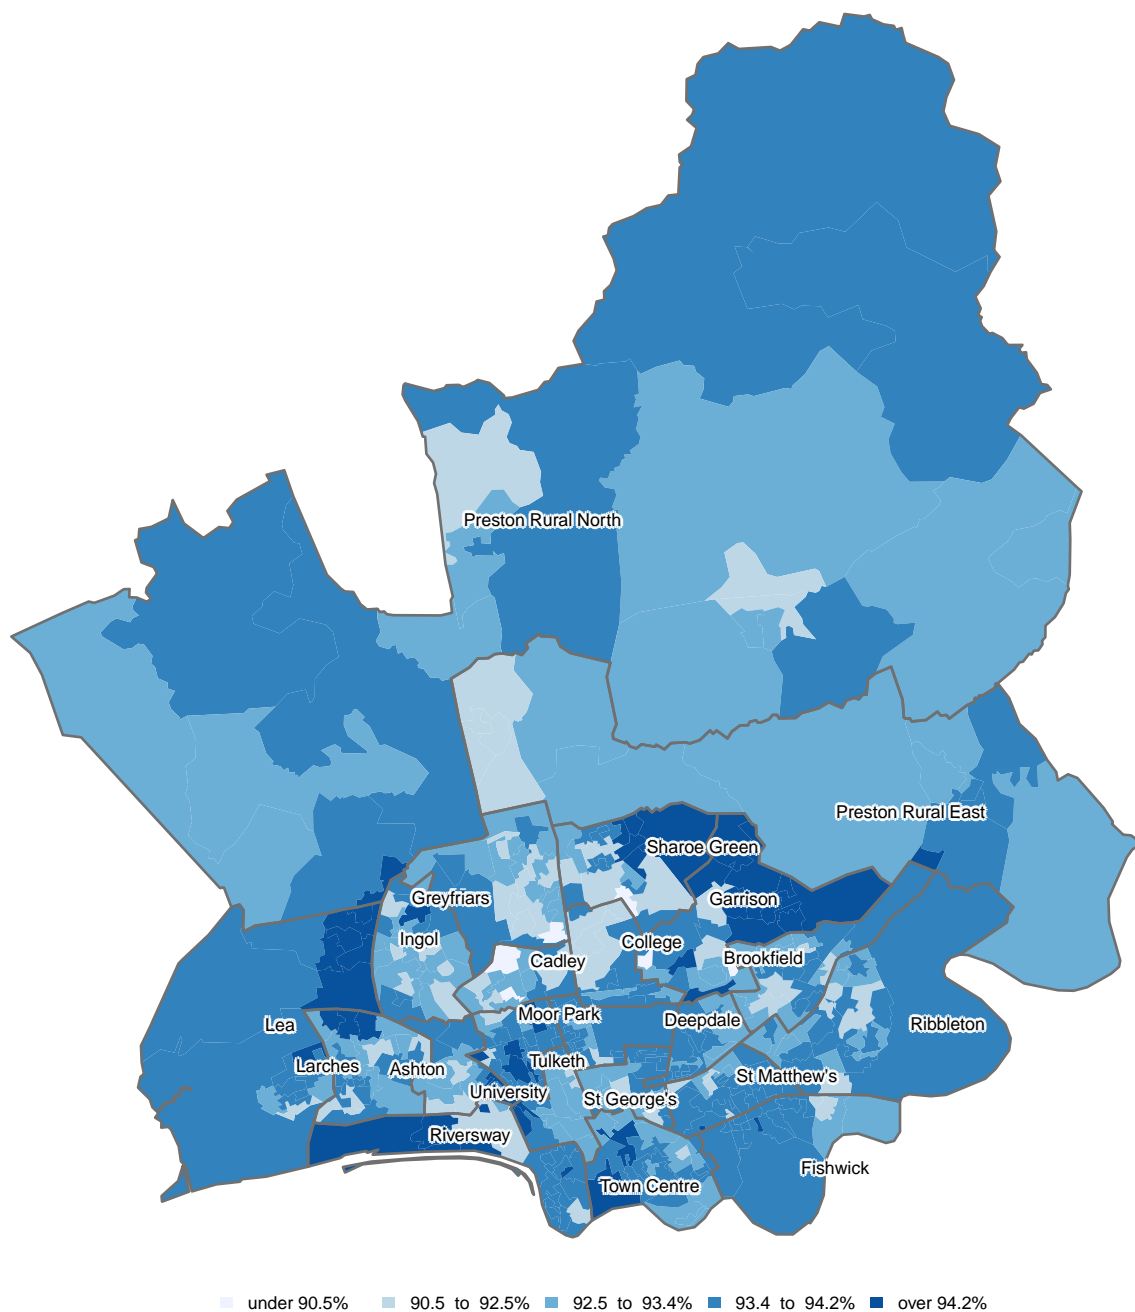 Preston Rural North
Preston Rural East
Sharoe Green
Greyfriars
Garrison
Ingol
College
Cadley
Brookfield
Moor Park
Deepdale
Lea
Ribbleton
Larches
Ashton
Tulketh
St Matthew's
University
St George's
Riversway
Fishwick
Town Centre
under 90.5% 90.5 to 92.5% 92.5 to 93.4% 93.4 to 94.2% over 94.2%